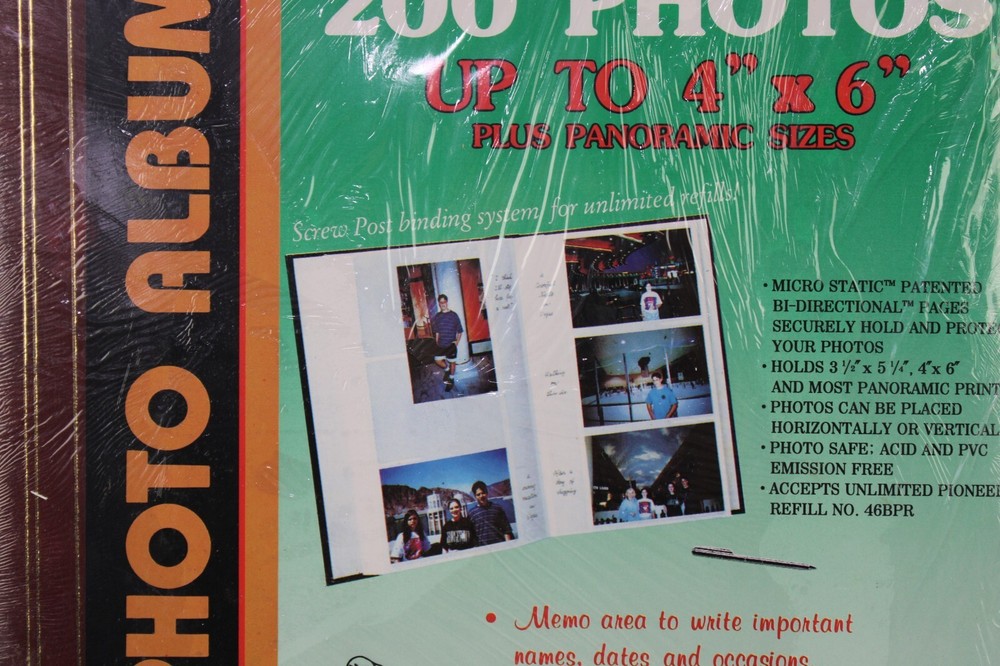 PHOTO ALBUM
200 PHOTOS
UP TO 4" x 6"
PLUS PANORAMIC SIZES
Screw Post binding system for unlimited refills!
• MICRO STATIC™ PATENTED
BI-DIRECTIONAL™ PAGES
SECURELY HOLD AND PROTEC
YOUR PHOTOS
• HOLDS 3 1/2" x 5 1/4", 4" x 6"
AND MOST PANORAMIC PRINT
• PHOTOS CAN BE PLACED
HORIZONTALLY OR VERTICAL
• PHOTO SAFE: ACID AND PVC
EMISSION FREE
• ACCEPTS UNLIMITED PIONEE
REFILL NO. 46BPR
• Memo area to write important
names, dates and occasions